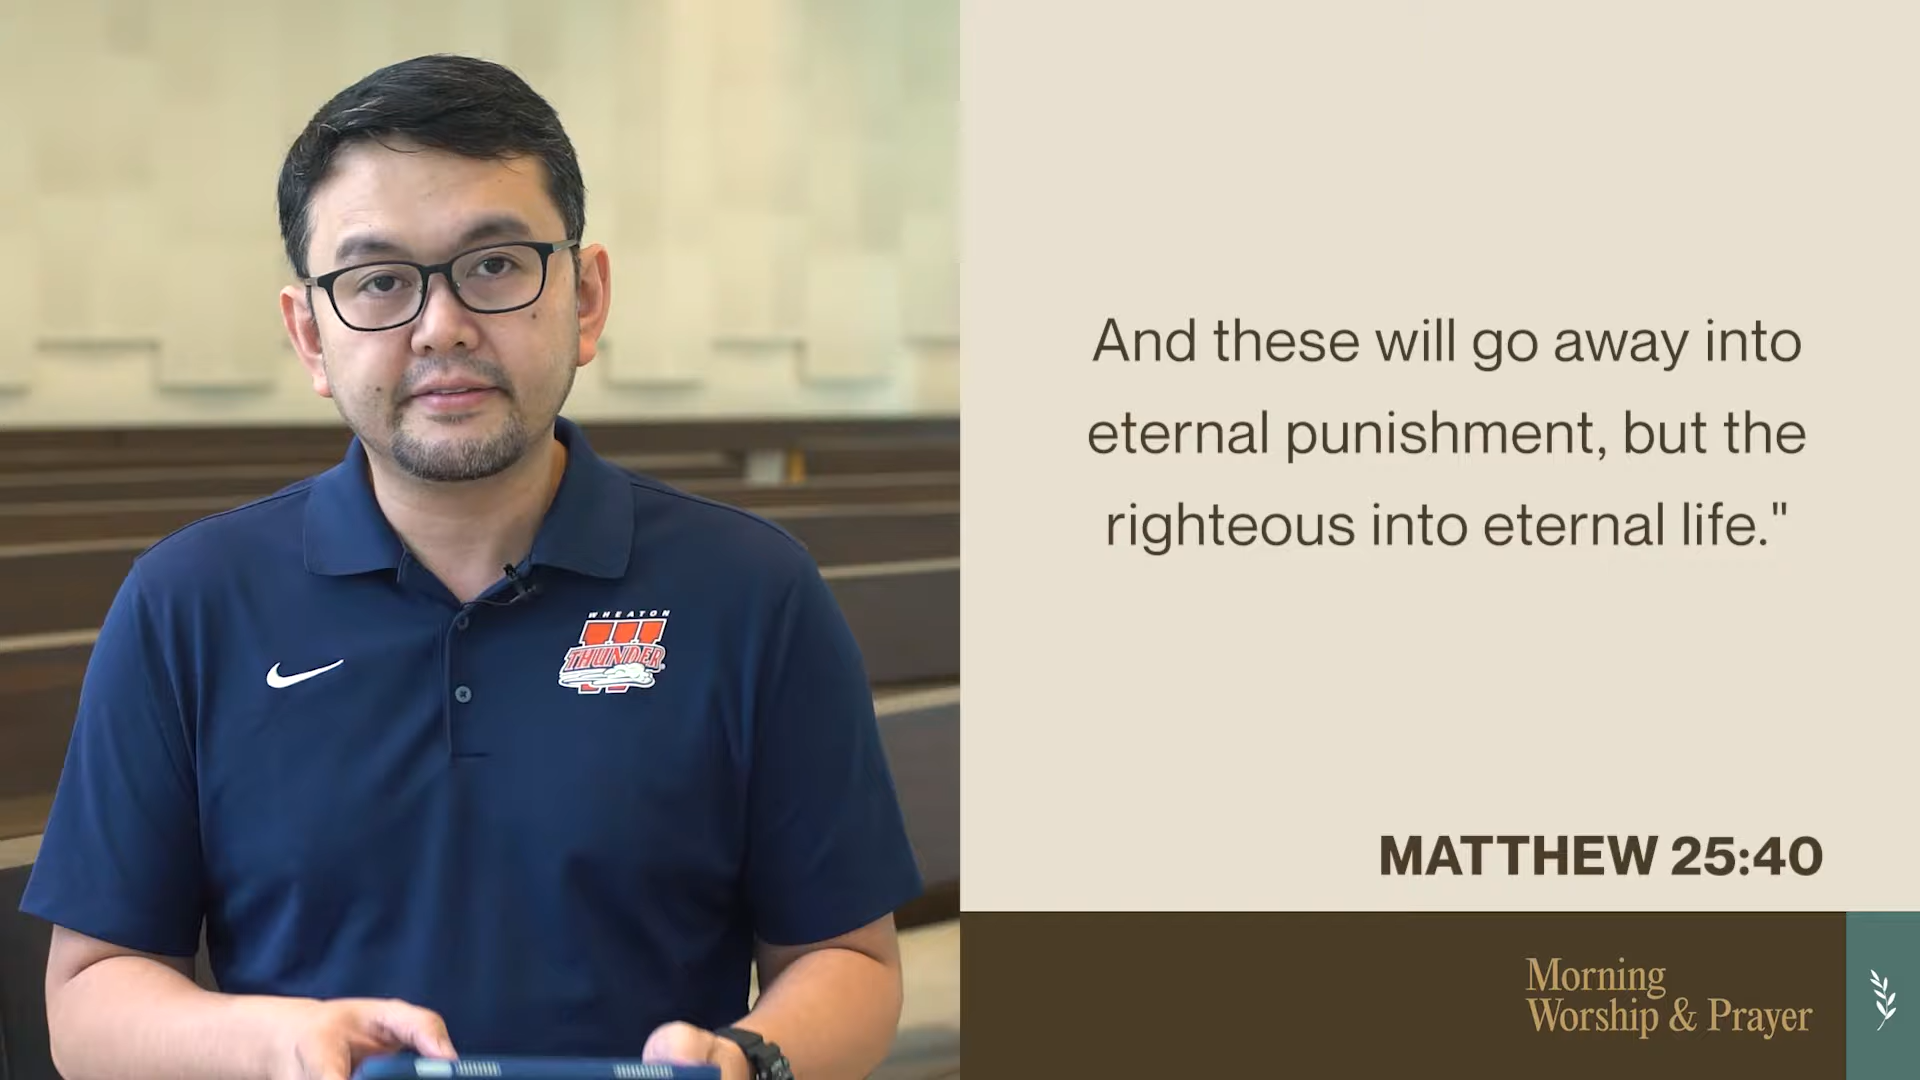 WHEATON
THUNDER
And these will go away into
eternal punishment, but the
righteous into eternal life."
MATTHEW 25:40
Morning
Worship & Prayer